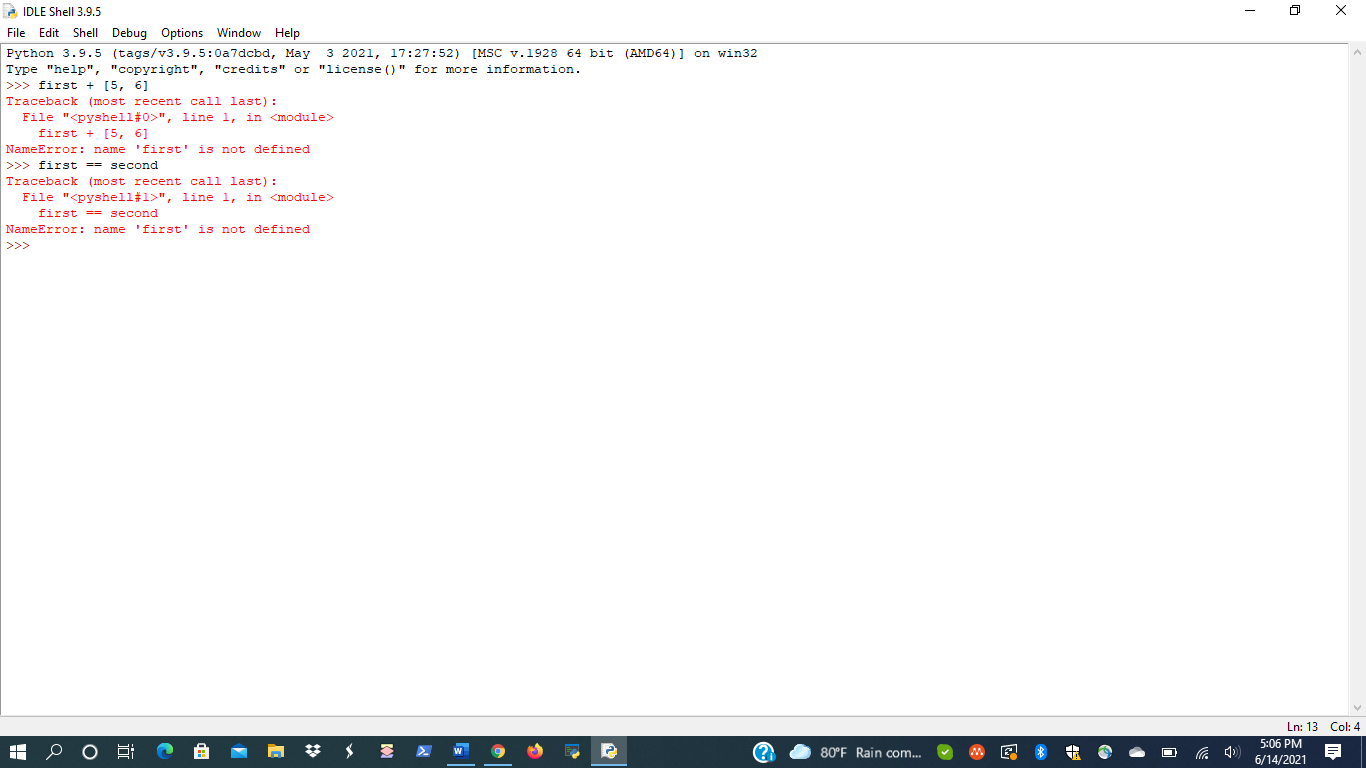 IDLE Shell 3.9.5
File Edit Shell Debug Options Window Help
Python 3.9.5 (tags/v3.9.5:0a7dcbd, May  3 2021, 17:27:52) [MSC v.1928 64 bit (AMD64)] on win32
Type "help", "copyright", "credits" or "license()" for more information.
>>> first + [5, 6]
Traceback (most recent call last):
  File "<pyshell#0>", line 1, in <module>
    first + [5, 6]
NameError: name 'first' is not defined
>>> first == second
Traceback (most recent call last):
  File "<pyshell#1>", line 1, in <module>
    first == second
NameError: name 'first' is not defined
>>>
Ln: 13 Col: 4
80°F Rain com...
5:06 PM
6/14/2021